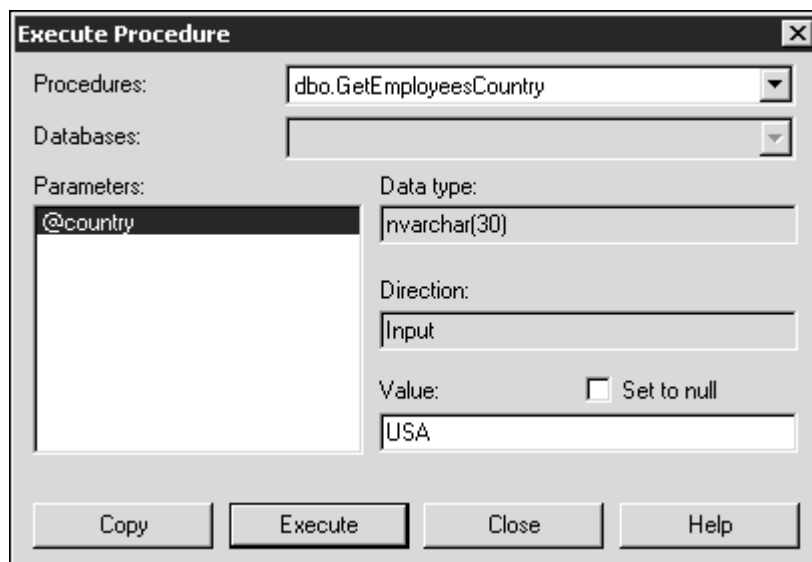 Execute Procedure
Procedures: dbo.GetEmployeesCountry
Databases:
Parameters: Data type:
@country nvarchar(30)
Direction:
Input
Value: Set to null
USA
Copy Execute Close Help